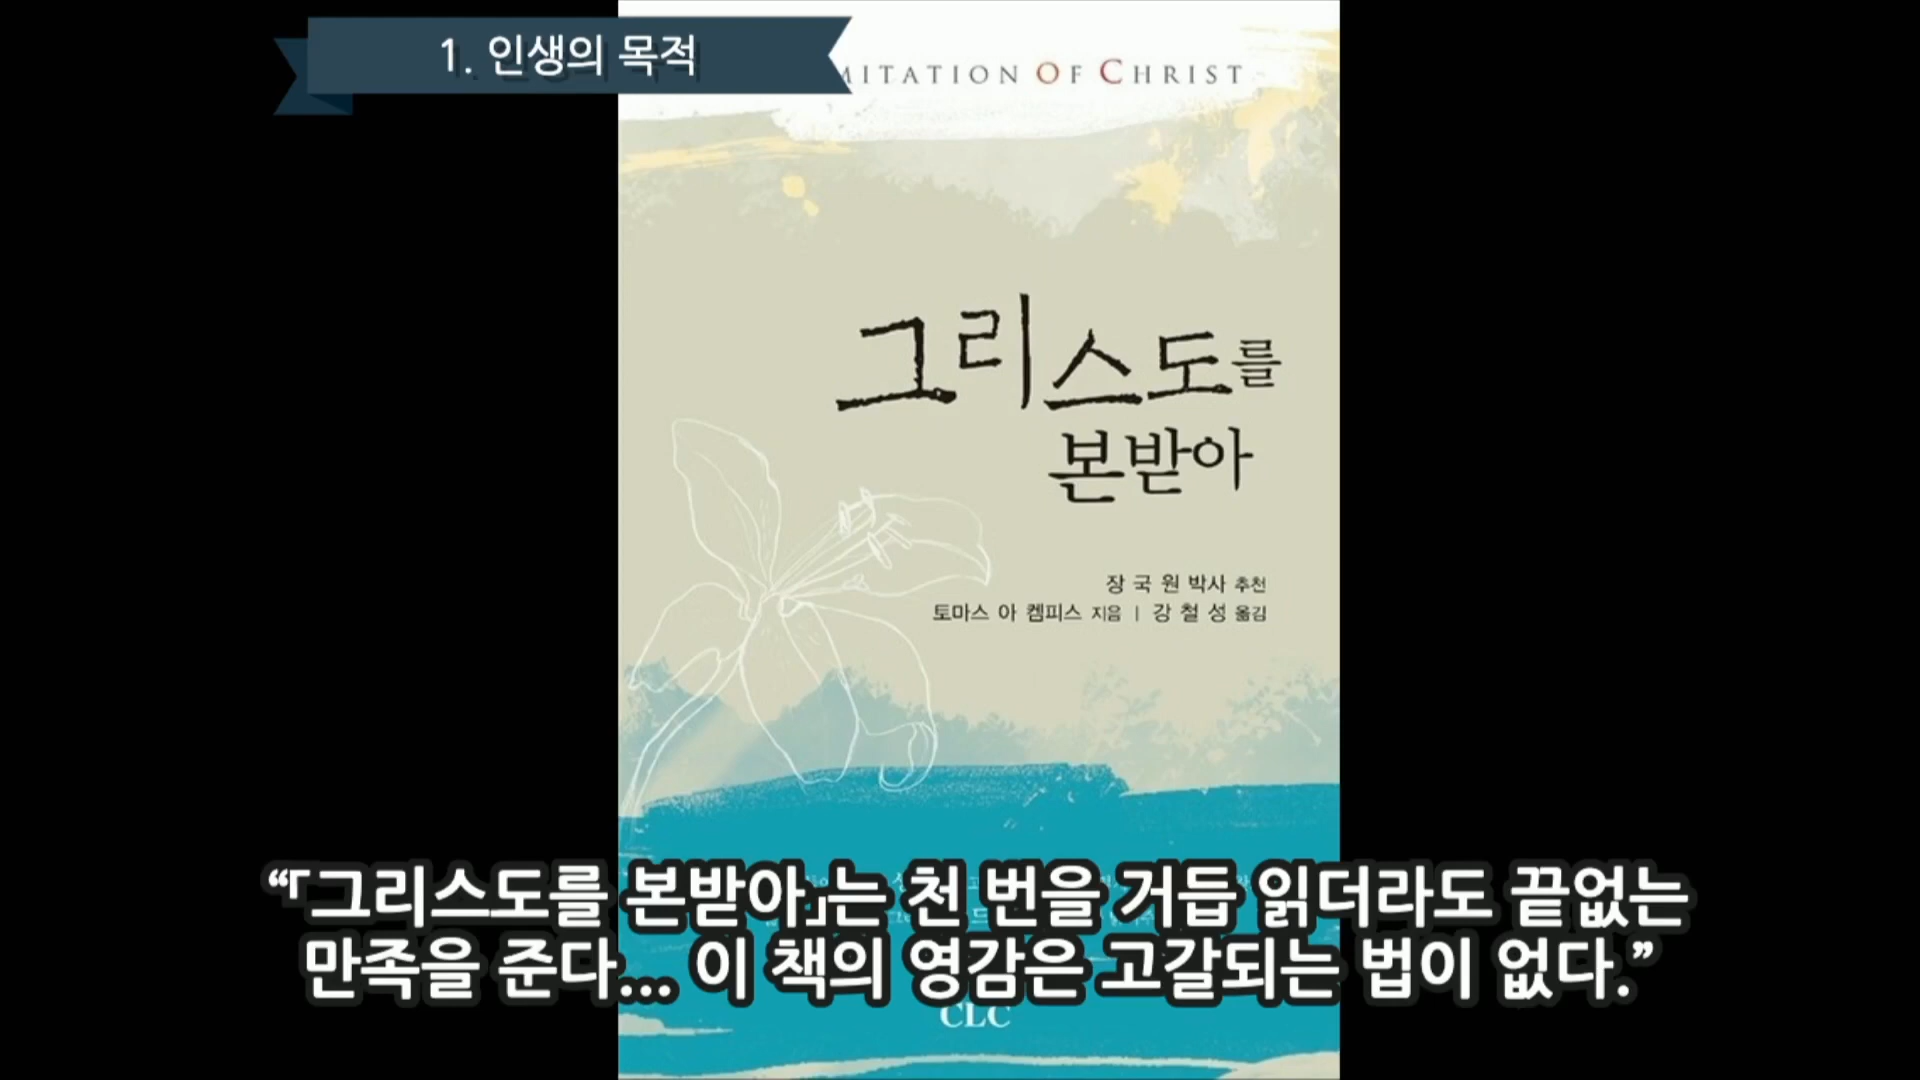 1. 인생의 목적
MITATION OF CHRIST
그리스도를
본받아
장국원 박사 추천
토마스 아 켐피스 지음 | 강철성 옮김
“「그리스도를 본받아」는 천 번을 거듭 읽더라도 끝없는
만족을 준다... 이 책의 영감은 고갈되는 법이 없다.”
CLC